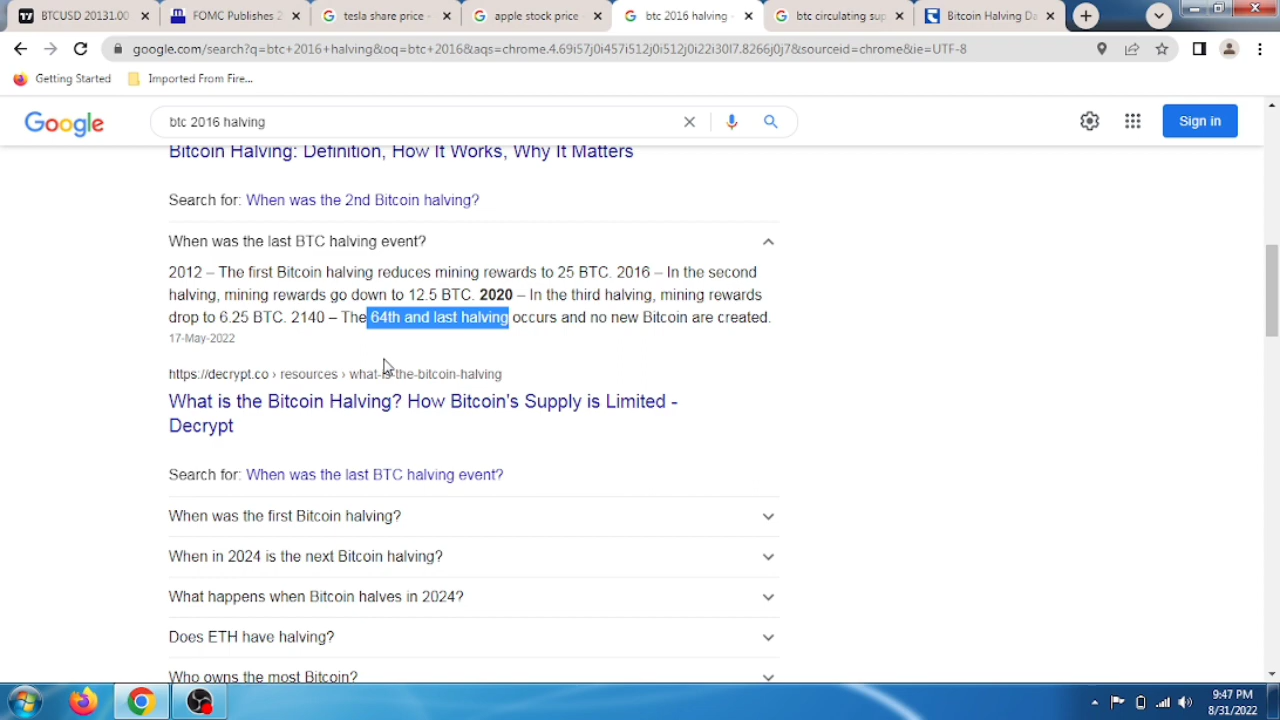 BTCUSD 20131.00
FOMC Publishes 2
tesla share price -
apple stock price
btc 2016 halving -
btc circulating sup
Bitcoin Halving Da
google.com/search?q=btc+2016+halving&oq=btc+2016&aqs=chrome.4.69i57j0i457i512j0i512j0i22i30l7.8266j0j7&sourceid=chrome&ie=UTF-8
Getting Started
Imported From Fire...
Google
btc 2016 halving
Sign in
Bitcoin Halving: Definition, How It Works, Why It Matters
Search for: When was the 2nd Bitcoin halving?
When was the last BTC halving event?
2012 – The first Bitcoin halving reduces mining rewards to 25 BTC. 2016 – In the second
halving, mining rewards go down to 12.5 BTC. 2020 – In the third halving, mining rewards
drop to 6.25 BTC. 2140 – The 64th and last halving occurs and no new Bitcoin are created.
17-May-2022
https://decrypt.co › resources › what-is-the-bitcoin-halving
What is the Bitcoin Halving? How Bitcoin's Supply is Limited -
Decrypt
Search for: When was the last BTC halving event?
When was the first Bitcoin halving?
When in 2024 is the next Bitcoin halving?
What happens when Bitcoin halves in 2024?
Does ETH have halving?
Who owns the most Bitcoin?
9:47 PM
8/31/2022